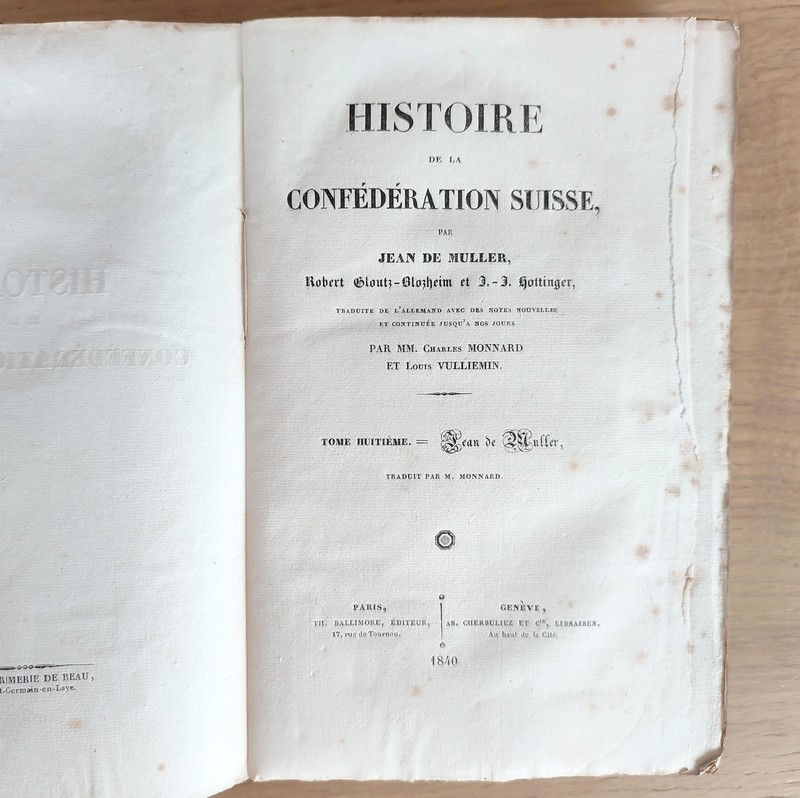 HISTOIRE
DE LA
CONFÉDÉRATION SUISSE,
PAR
JEAN DE MULLER,
Robert Gloutz-Blozheim et J.-J. Hottinger,
TRADUITE DE L'ALLEMAND AVEC DES NOTES NOUVELLES
ET CONTINUÉE JUSQU'A NOS JOURS
PAR MM. CHARLES MONNARD
ET LOUIS VULLIEMIN.
TOME HUITIÈME. = Jean de Muller,
TRADUIT PAR M. MONNARD.
PARIS,
TH. BALLIMORE, ÉDITEUR,
17, rue de Tournon.
GENÈVE,
AB. CHERBULIEZ ET Cie, LIBRAIRES,
Au haut de la Cité.
1840
RIMERIE DE BEAU,
t-Germain-en-Laye.